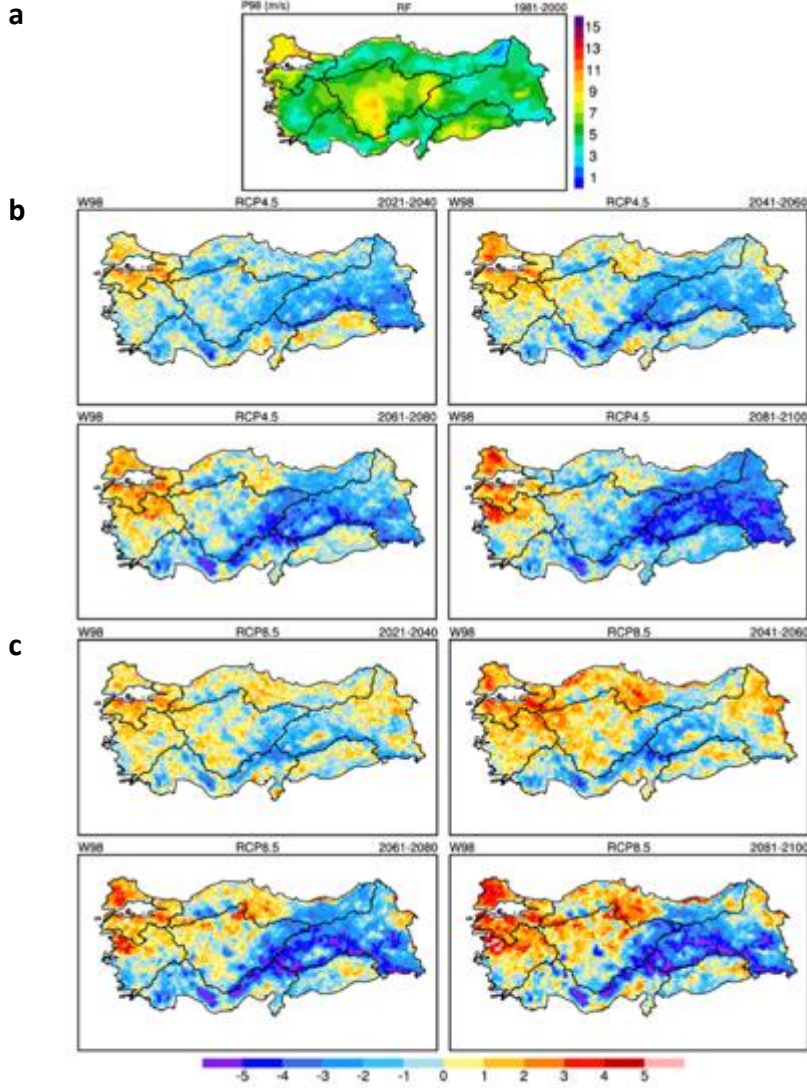 a
P98 (m/s) RF 1981-2000
15
13
11
9
7
5
3
1
b
W98 RCP4.5 2021-2040
W98 RCP4.5 2041-2060
W98 RCP4.5 2061-2080
W98 RCP4.5 2081-2100
c
W98 RCP8.5 2021-2040
W98 RCP8.5 2041-2060
W98 RCP8.5 2061-2080
W98 RCP8.5 2081-2100
-5 -4 -3 -2 -1 0 1 2 3 4 5